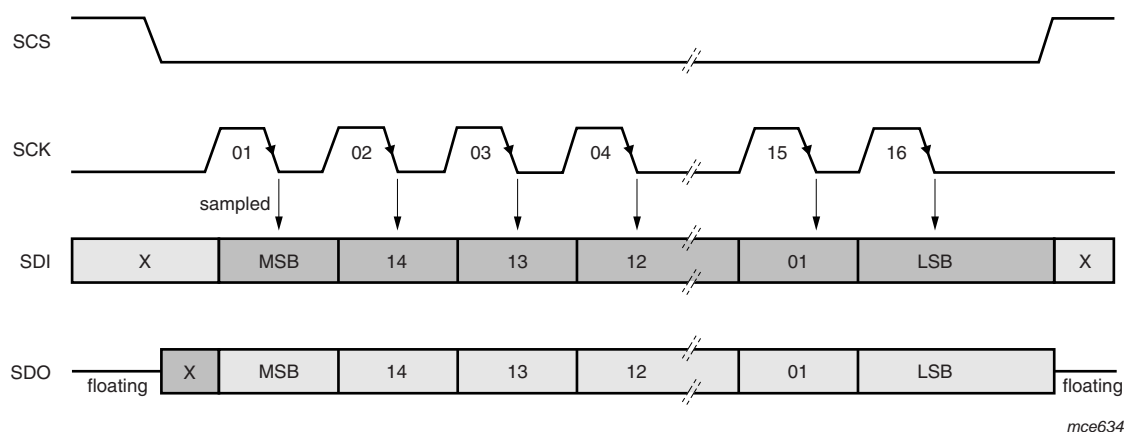 SCS
SCK 01 02 03 04 15 16
sampled
SDI X MSB 14 13 12 01 LSB X
SDO X MSB 14 13 12 01 LSB
floating floating
mce634